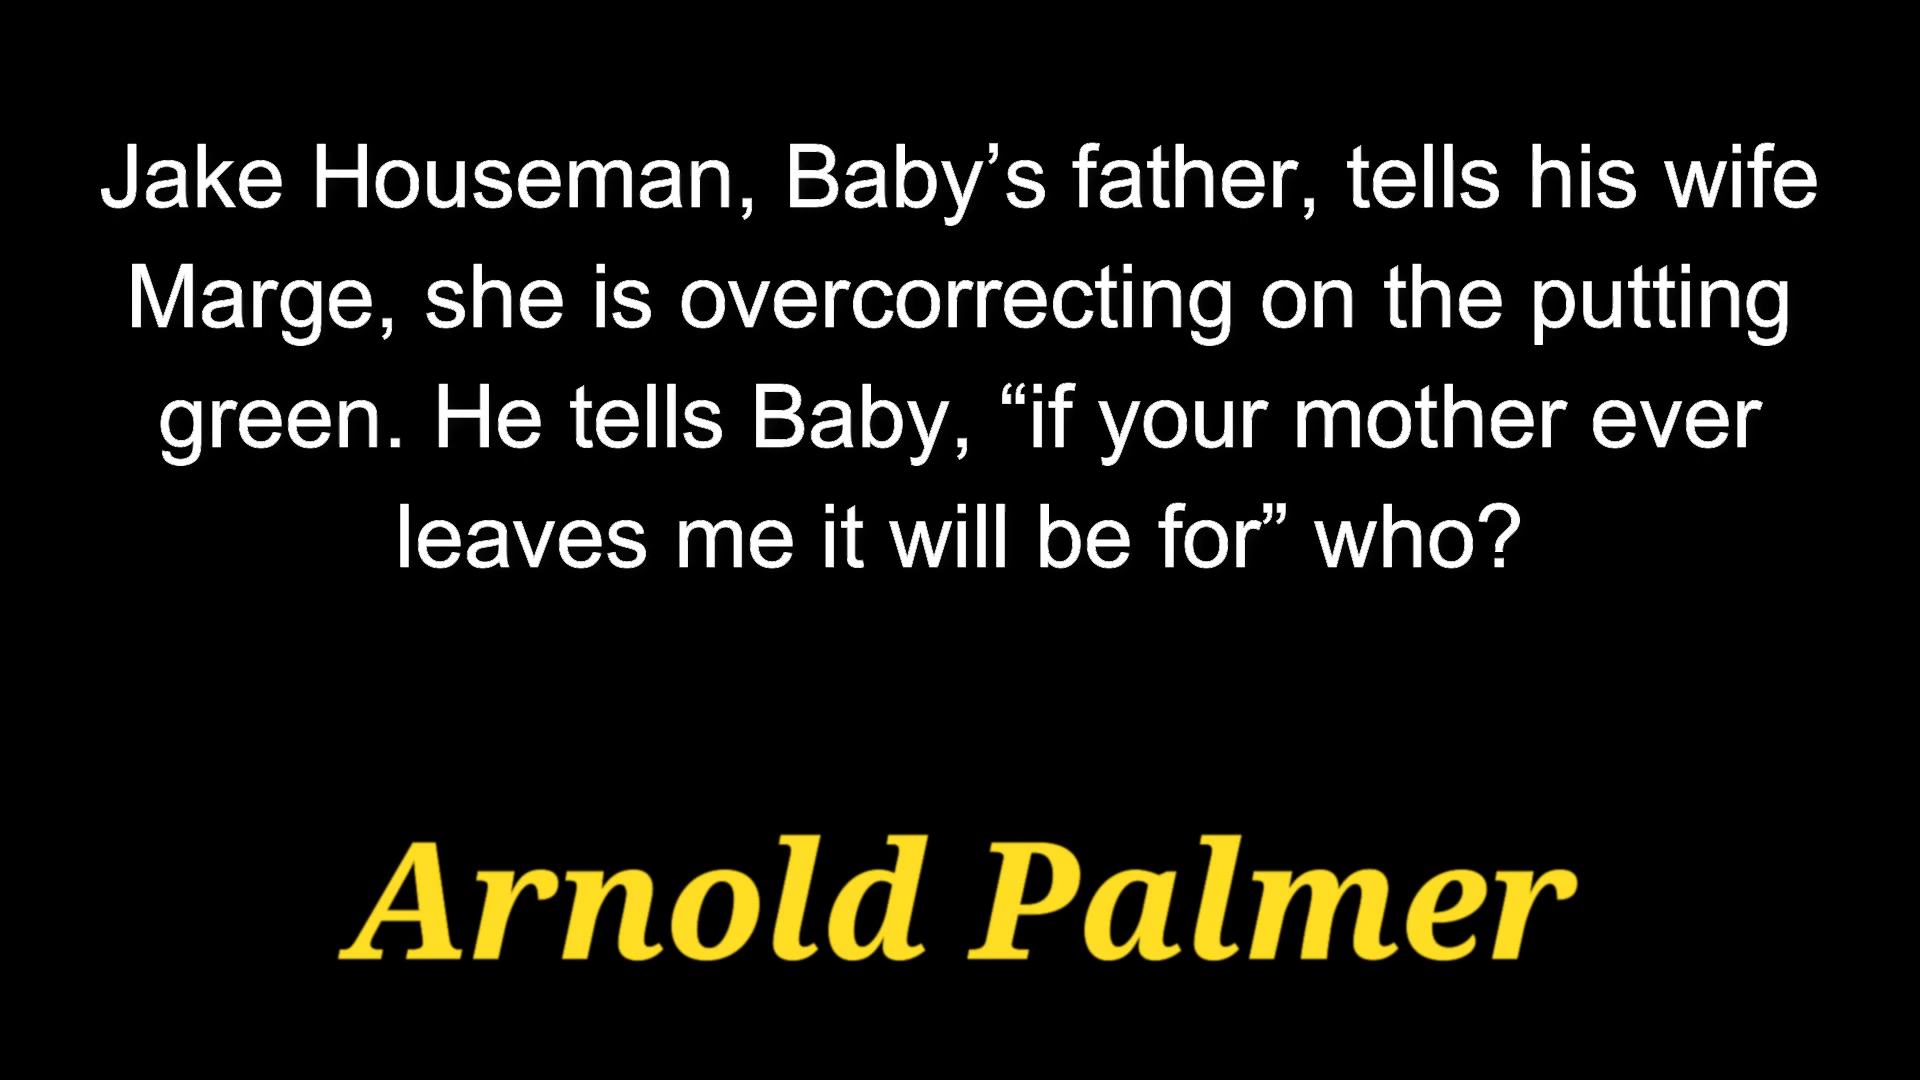 Jake Houseman, Baby’s father, tells his wife
Marge, she is overcorrecting on the putting
green. He tells Baby, “if your mother ever
leaves me it will be for” who?
Arnold Palmer